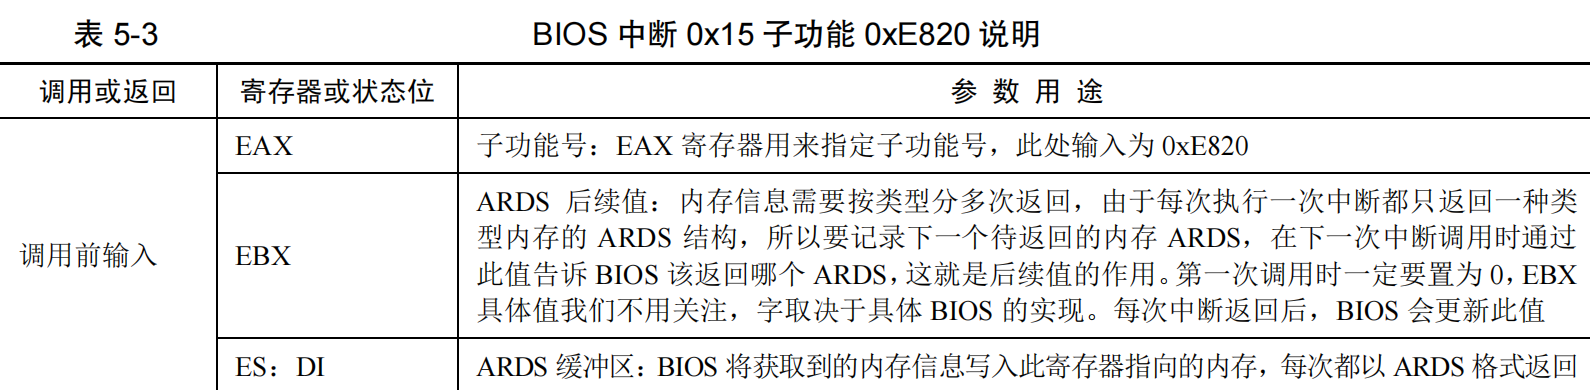 表 5-3 BIOS 中断 0x15 子功能 0xE820 说明
调用或返回 寄存器或状态位 参 数 用 途
EAX 子功能号：EAX 寄存器用来指定子功能号，此处输入为 0xE820
调用前输入 EBX ARDS 后续值：内存信息需要按类型分多次返回，由于每次执行一次中断都只返回一种类
型内存的 ARDS 结构，所以要记录下一个待返回的内存 ARDS，在下一次中断调用时通过
此值告诉 BIOS 该返回哪个 ARDS，这就是后续值的作用。第一次调用时一定要置为 0，EBX
具体值我们不用关注，字取决于具体 BIOS 的实现。每次中断返回后，BIOS 会更新此值
ES：DI ARDS 缓冲区：BIOS 将获取到的内存信息写入此寄存器指向的内存，每次都以 ARDS 格式返回